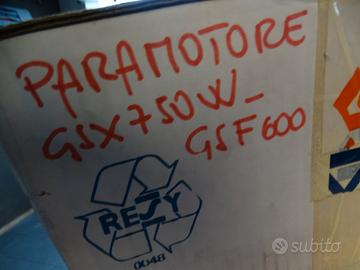 PARAMOTORE
GSX750W-
GSF600
RESY
0048
subito